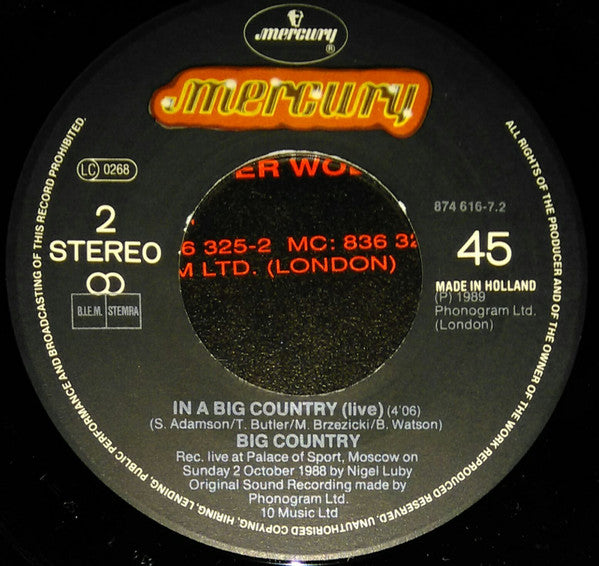 mercury
®
mercury
ALL RIGHTS OF THE PRODUCER AND OF THE OWNER OF THE WORK REPRODUCED RESERVED. UNAUTHORISED COPYING, HIRING, LENDING, PUBLIC PERFORMANCE AND BROADCASTING OF THIS RECORD PROHIBITED.
LC 0268
2
STEREO
B.I.E.M. STEMRA
ER WO
6 325-2 MC: 836 32
M LTD. (LONDON)
874 616-7.2
45
MADE IN HOLLAND
(P) 1989
Phonogram Ltd.
(London)
IN A BIG COUNTRY (live) (4'06)
(S. Adamson/T. Butler/M. Brzezicki/B. Watson)
BIG COUNTRY
Rec. live at Palace of Sport, Moscow on
Sunday 2 October 1988 by Nigel Luby
Original Sound Recording made by
Phonogram Ltd.
10 Music Ltd